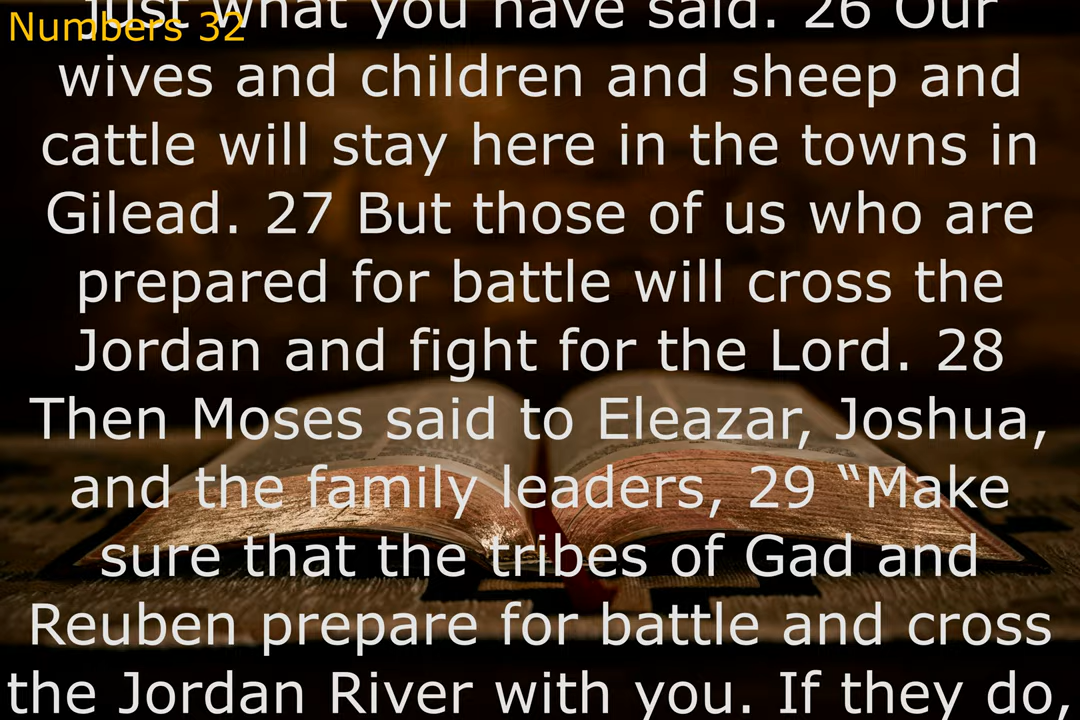 Numbers 32
just what you have said. 26 Our
wives and children and sheep and
cattle will stay here in the towns in
Gilead. 27 But those of us who are
prepared for battle will cross the
Jordan and fight for the Lord. 28
Then Moses said to Eleazar, Joshua,
and the family leaders, 29 “Make
sure that the tribes of Gad and
Reuben prepare for battle and cross
the Jordan River with you. If they do,